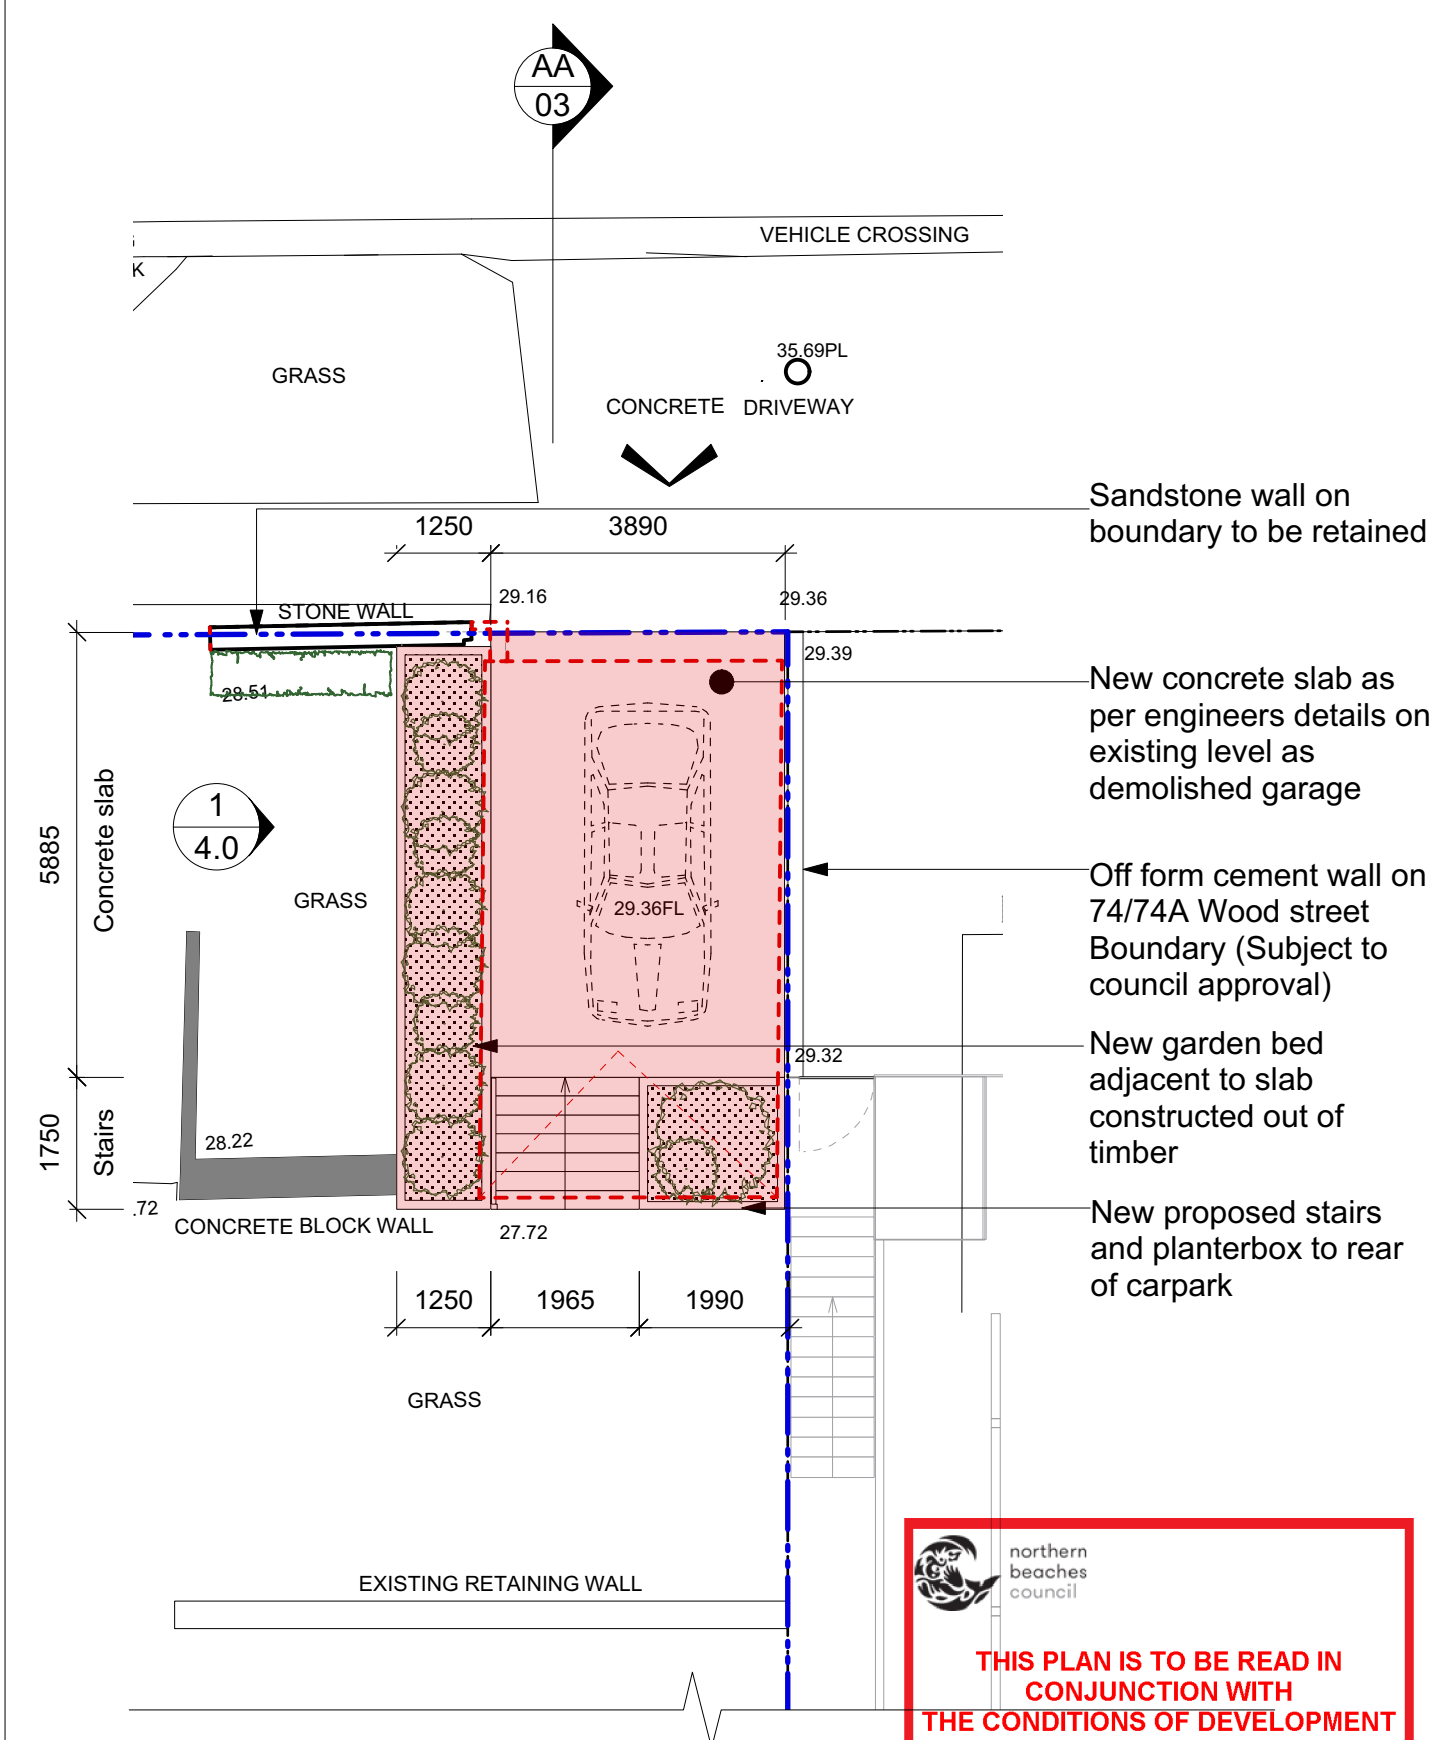 AA
03
VEHICLE CROSSING
K
GRASS
35.69PL
CONCRETE DRIVEWAY
Sandstone wall on
boundary to be retained
1250
3890
29.16
29.36
STONE WALL
29.39
28.51
New concrete slab as
per engineers details on
existing level as
demolished garage
1
4.0
5885
Concrete slab
GRASS
29.36FL
Off form cement wall on
74/74A Wood street
Boundary (Subject to
council approval)
New garden bed
adjacent to slab
constructed out of
timber
29.32
1750
Stairs
28.22
.72
CONCRETE BLOCK WALL
27.72
New proposed stairs
and planterbox to rear
of carpark
1250
1965
1990
GRASS
EXISTING RETAINING WALL
northern
beaches
council
THIS PLAN IS TO BE READ IN
CONJUNCTION WITH
THE CONDITIONS OF DEVELOPMENT